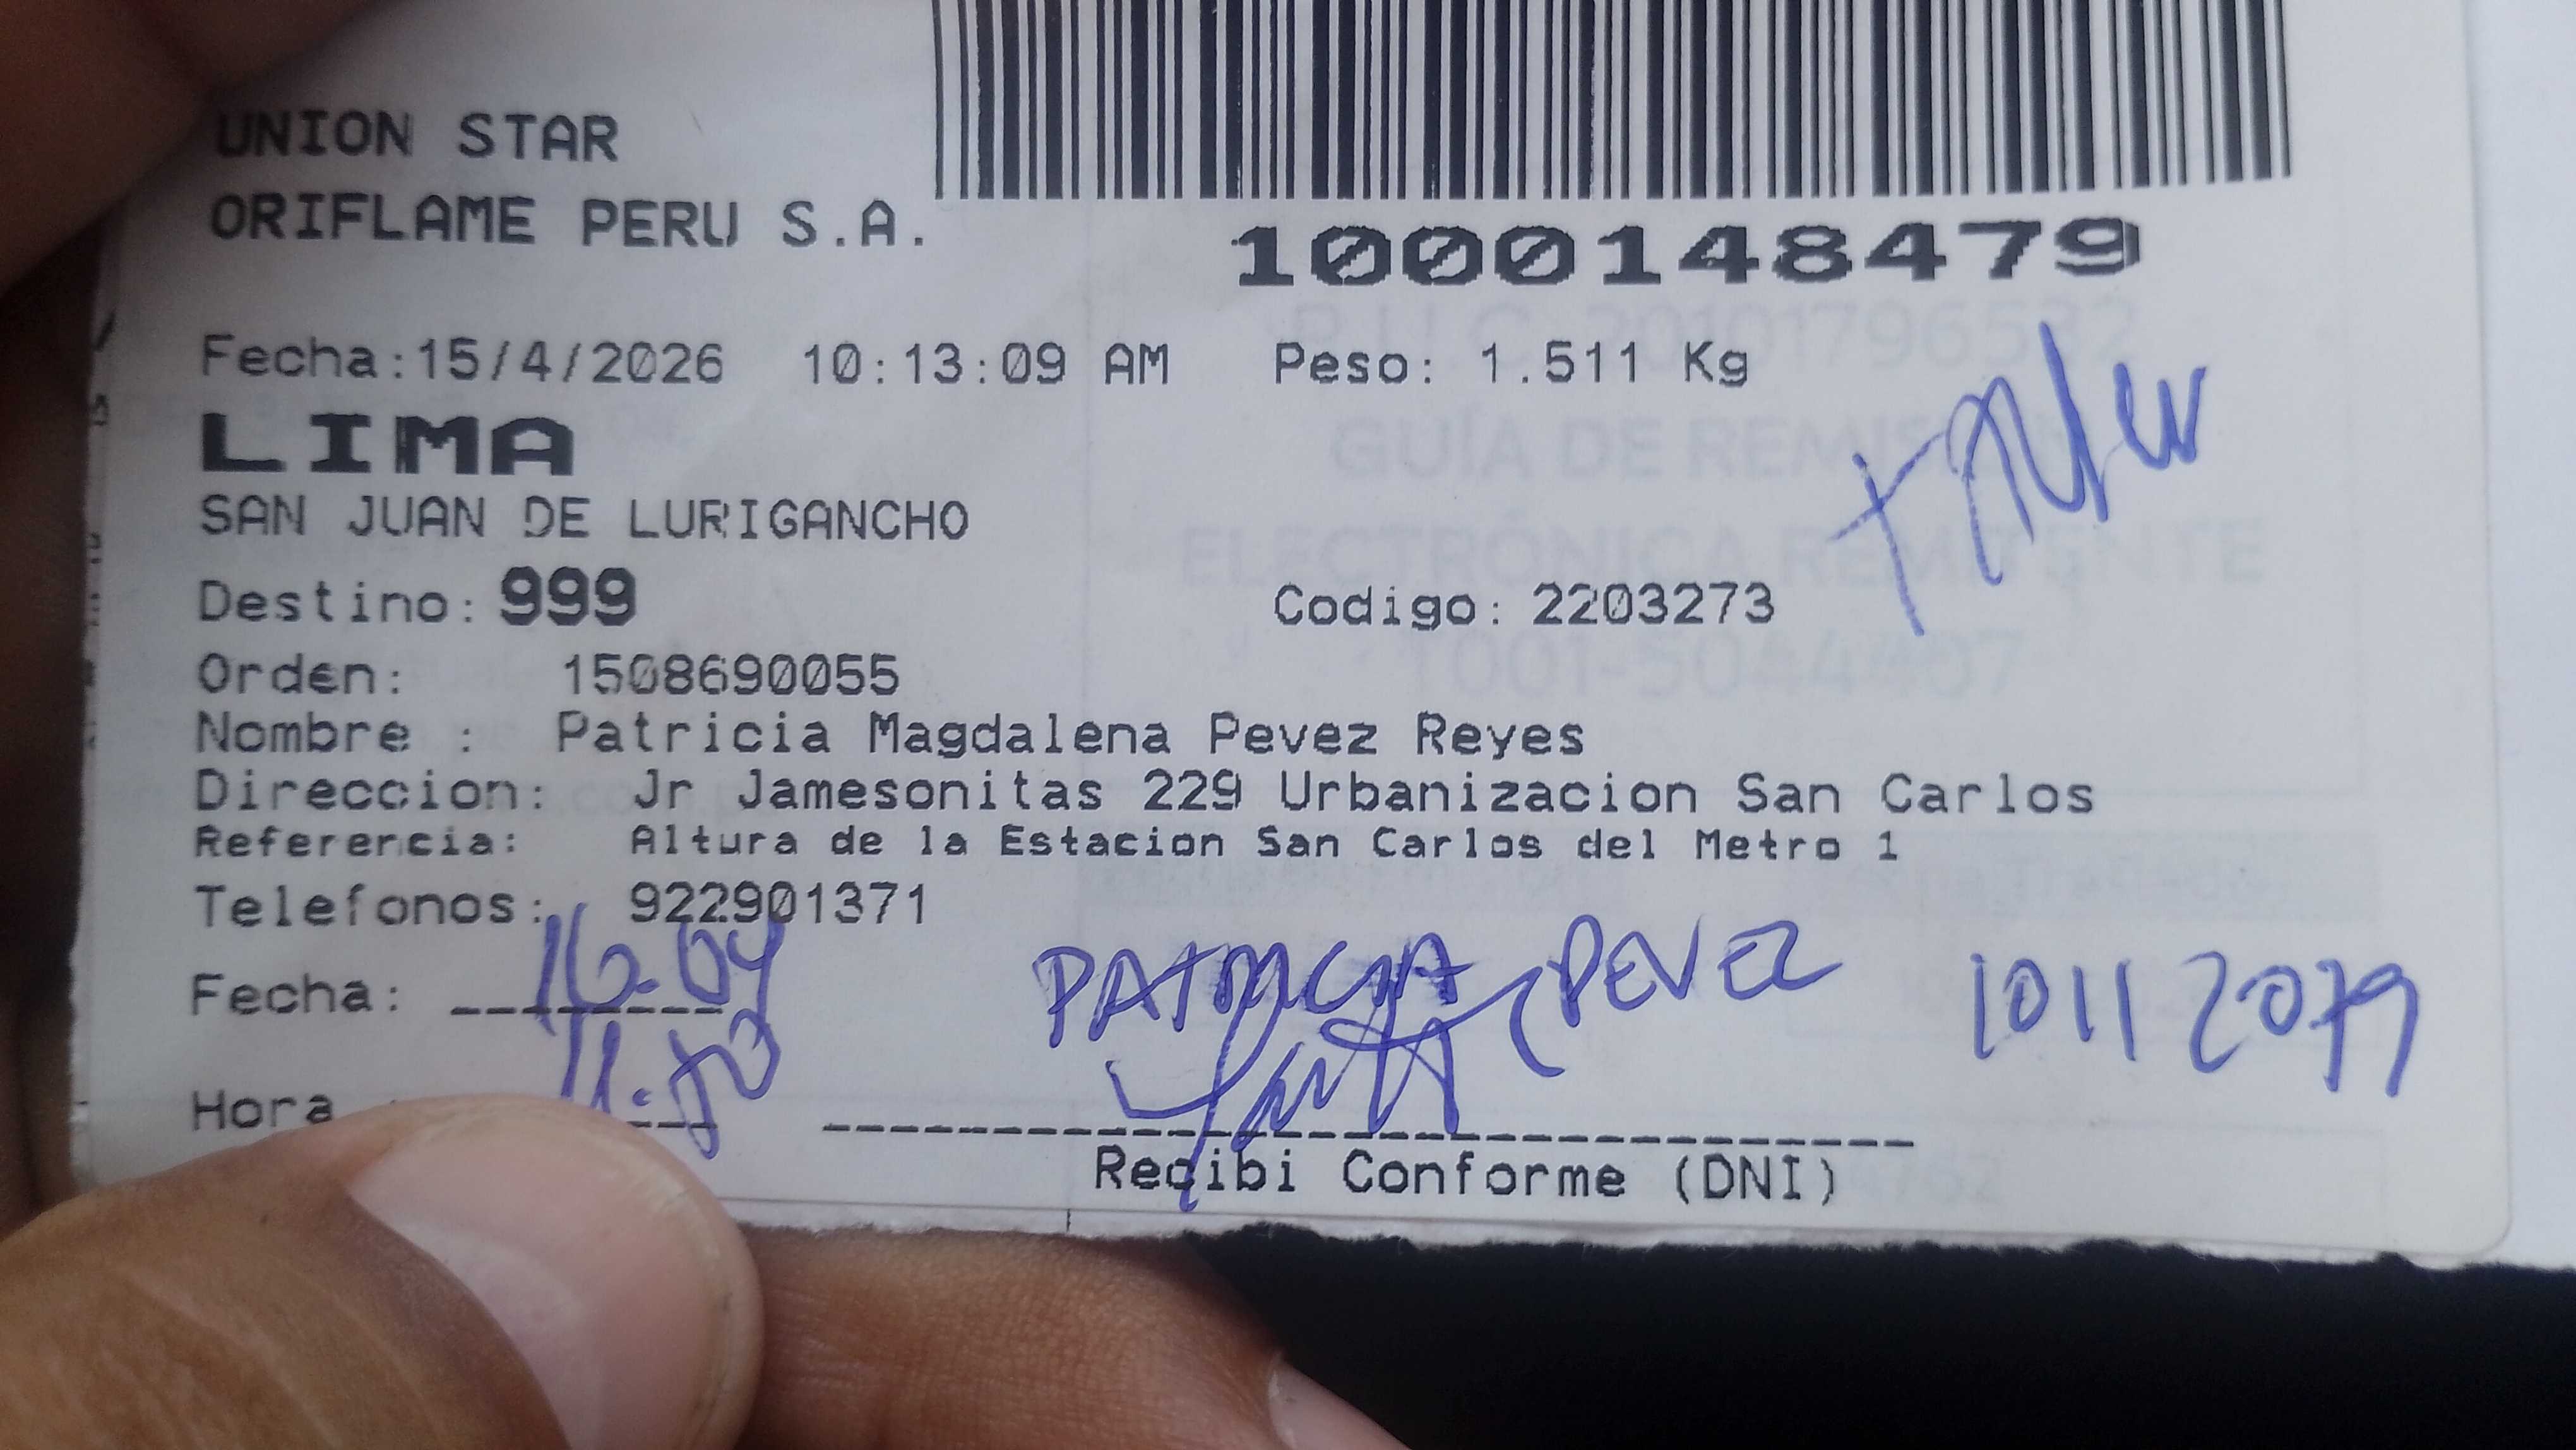 UNION STAR
ORIFLAME PERU S.A.
1000148479
Fecha:15/4/2026 10:13:09 AM Peso: 1.511 Kg
LIMA
SAN JUAN DE LURIGANCHO
Destino: 999 Codigo: 2203273
Orden: 1508690055
Nombre : Patricia Magdalena Pevez Reyes
Direccion: Jr Jamesonitas 229 Urbanizacion San Carlos
Referencia: Altura de la Estacion San Carlos del Metro 1
Telefonos: 922901371
Fecha: 16.04 PATRICIA PEVEZ 10112079
Hora
Recibi Conforme (DNI)